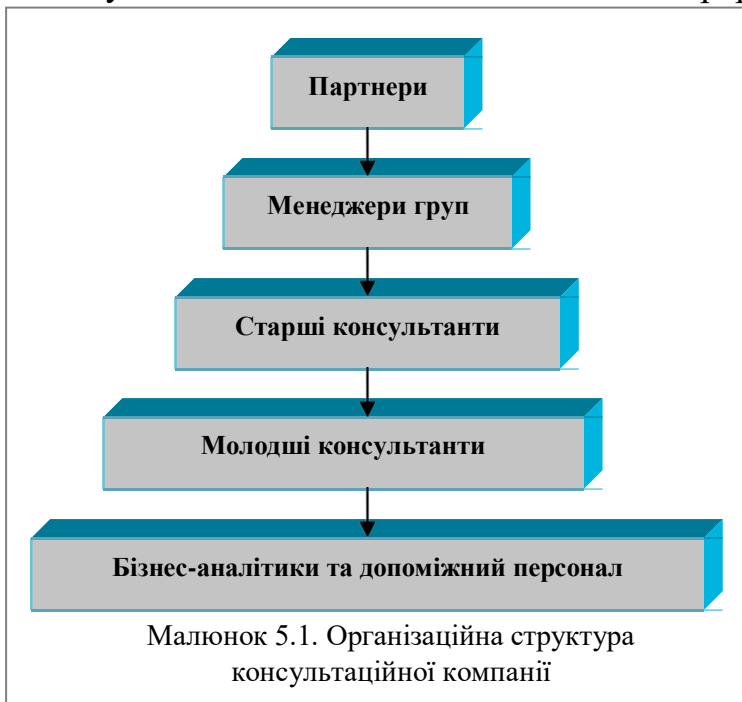 Партнери
Менеджери груп
Старші консультанти
Молодші консультанти
Бізнес-аналітики та допоміжний персонал
Малюнок 5.1. Організаційна структура
консультаційної компанії